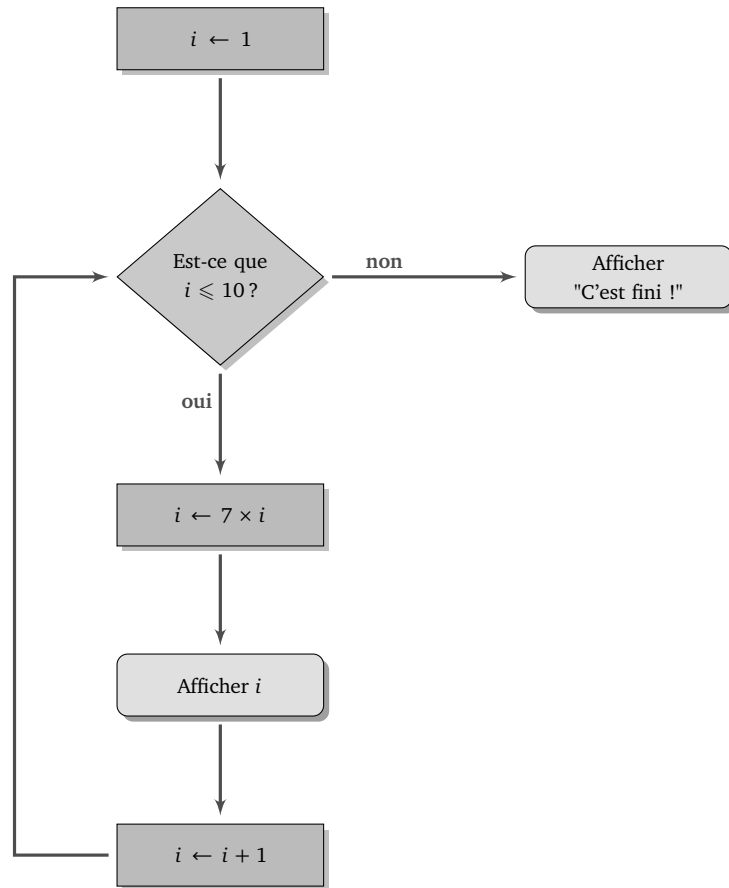 i ← 1
Est-ce que
i ⩽ 10 ?
non
Afficher
"C'est fini !"
oui
i ← 7 × i
Afficher i
i ← i + 1